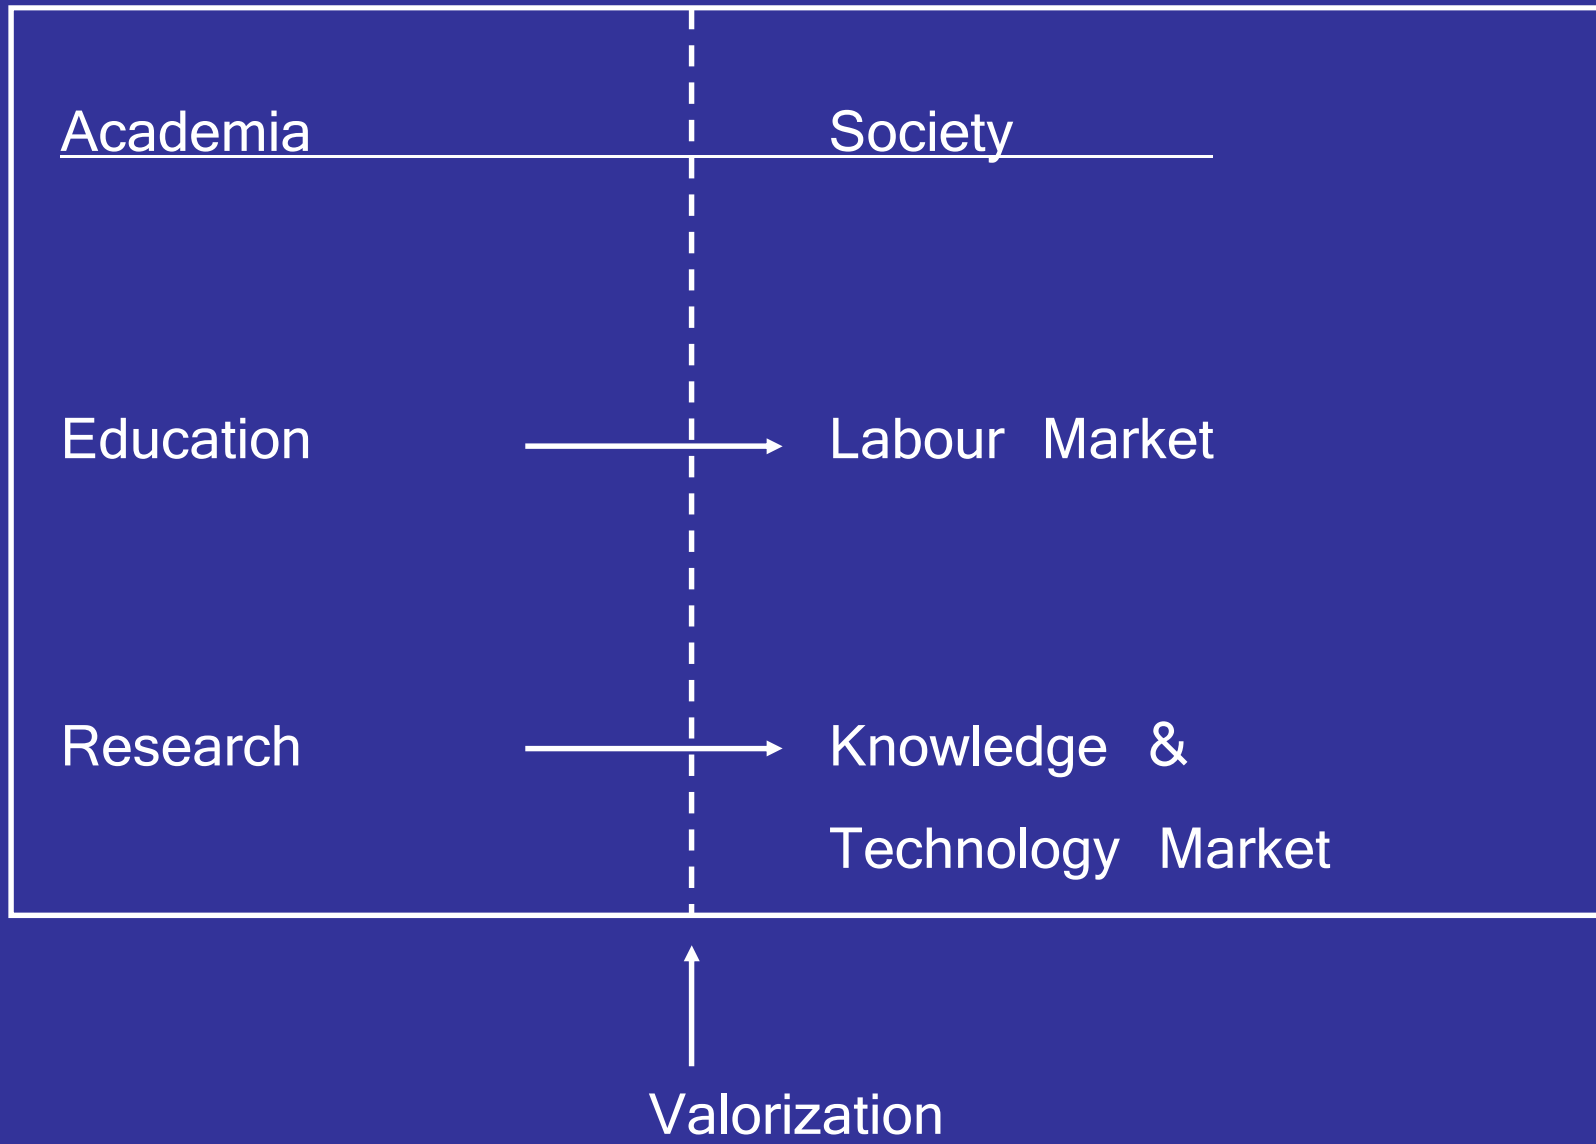 Academia Society
Education Labour Market
Research Knowledge &
Technology Market
Valorization